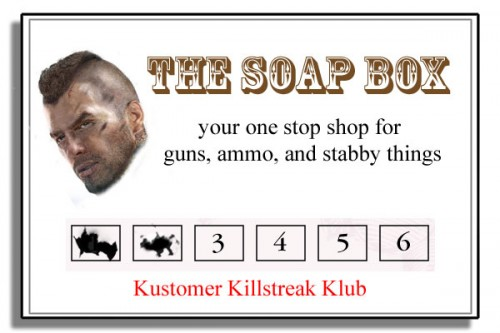 THE SOAP BOX
your one stop shop for
guns, ammo, and stabby things
3 4 5 6
Kustomer Killstreak Klub